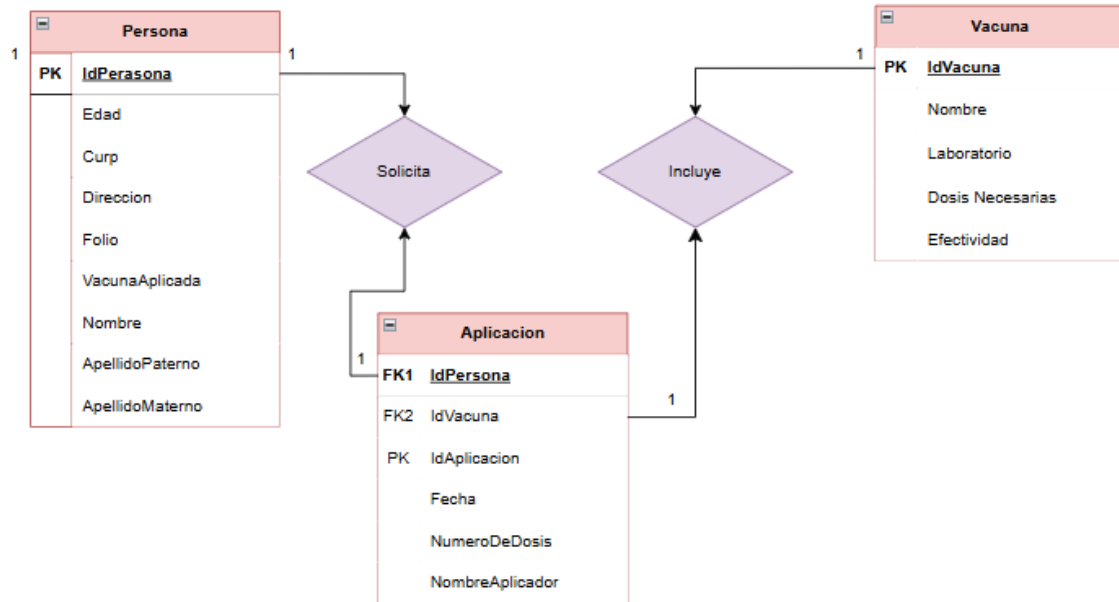 Persona
1
1
PK IdPerasona
Edad
Curp
Direccion
Folio
VacunaAplicada
Nombre
ApellidoPaterno
ApellidoMaterno
Solicita
Incluye
Vacuna
1
PK IdVacuna
Nombre
Laboratorio
Dosis Necesarias
Efectividad
Aplicacion
1
FK1 IdPersona
1
FK2 IdVacuna
PK IdAplicacion
Fecha
NumeroDeDosis
NombreAplicador